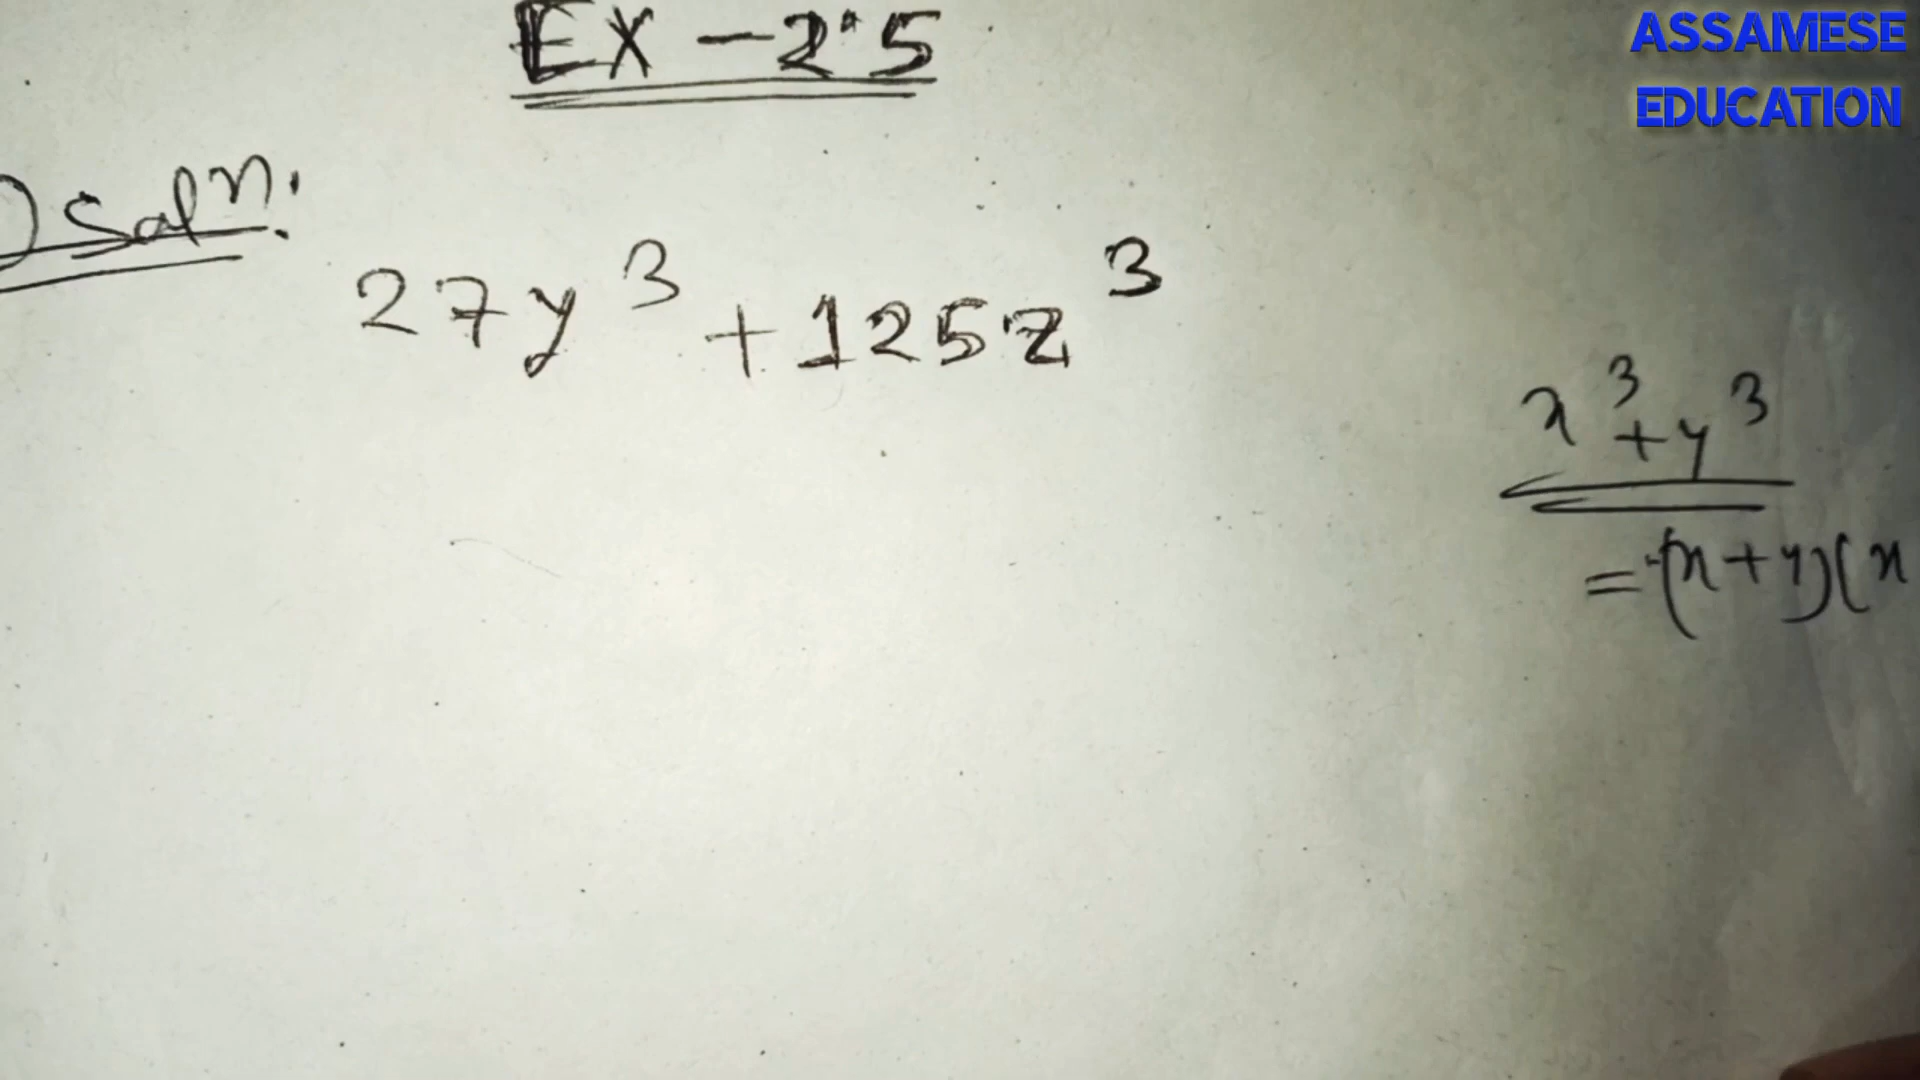 EX - 2.5
ASSAMESE
EDUCATION
) Solⁿ:
27y³ + 125z³
x³ + y³
= (x + y)(x